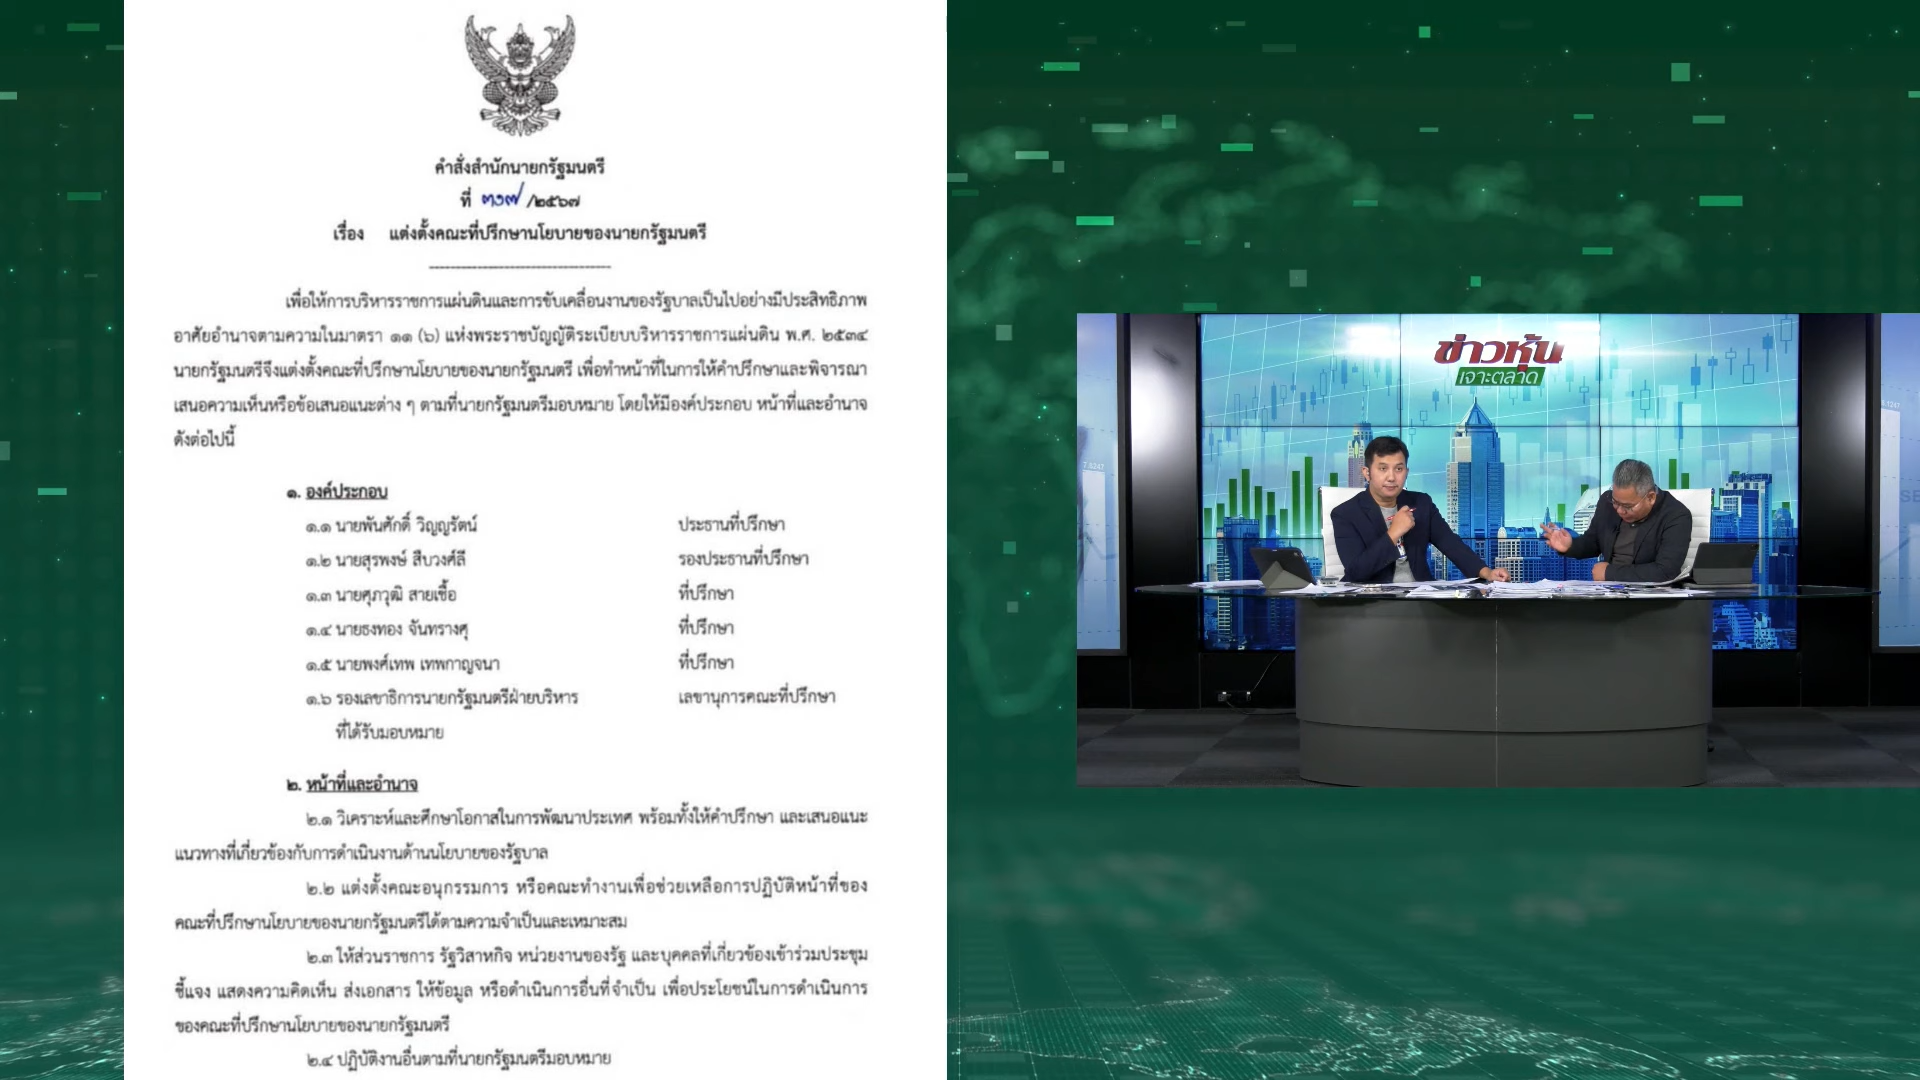 คำสั่งสำนักนายกรัฐมนตรี
ที่ ๓๑๗ /๒๕๖๗
เรื่อง แต่งตั้งคณะที่ปรึกษานโยบายของนายกรัฐมนตรี
เพื่อให้การบริหารราชการแผ่นดินและการขับเคลื่อนงานของรัฐบาลเป็นไปอย่างมีประสิทธิภาพ
อาศัยอำนาจตามความในมาตรา ๑๑ (๖) แห่งพระราชบัญญัติระเบียบบริหารราชการแผ่นดิน พ.ศ. ๒๕๓๔
นายกรัฐมนตรีจึงแต่งตั้งคณะที่ปรึกษานโยบายของนายกรัฐมนตรี เพื่อทำหน้าที่ในการให้คำปรึกษาและพิจารณา
เสนอความเห็นหรือข้อเสนอแนะต่าง ๆ ตามที่นายกรัฐมนตรีมอบหมาย โดยให้มีองค์ประกอบ หน้าที่และอำนาจ
ดังต่อไปนี้
๑. องค์ประกอบ
๑.๑ นายพันศักดิ์ วิญญรัตน์ ประธานที่ปรึกษา
๑.๒ นายสุรพงษ์ สืบวงศ์ลี รองประธานที่ปรึกษา
๑.๓ นายศุภวุฒิ สายเชื้อ ที่ปรึกษา
๑.๔ นายธงทอง จันทรางศุ ที่ปรึกษา
๑.๕ นายพงศ์เทพ เทพกาญจนา ที่ปรึกษา
๑.๖ รองเลขาธิการนายกรัฐมนตรีฝ่ายบริหาร เลขานุการคณะที่ปรึกษา
ที่ได้รับมอบหมาย
๒. หน้าที่และอำนาจ
๒.๑ วิเคราะห์และศึกษาโอกาสในการพัฒนาประเทศ พร้อมทั้งให้คำปรึกษา และเสนอแนะ
แนวทางที่เกี่ยวข้องกับการดำเนินงานด้านนโยบายของรัฐบาล
๒.๒ แต่งตั้งคณะอนุกรรมการ หรือคณะทำงานเพื่อช่วยเหลือการปฏิบัติหน้าที่ของ
คณะที่ปรึกษานโยบายของนายกรัฐมนตรีได้ตามความจำเป็นและเหมาะสม
๒.๓ ให้ส่วนราชการ รัฐวิสาหกิจ หน่วยงานของรัฐ และบุคคลที่เกี่ยวข้องเข้าร่วมประชุม
ชี้แจง แสดงความคิดเห็น ส่งเอกสาร ให้ข้อมูล หรือดำเนินการอื่นที่จำเป็น เพื่อประโยชน์ในการดำเนินการ
ของคณะที่ปรึกษานโยบายของนายกรัฐมนตรี
๒.๔ ปฏิบัติงานอื่นตามที่นายกรัฐมนตรีมอบหมาย
ข่าวหุ้น
เจาะตลาด